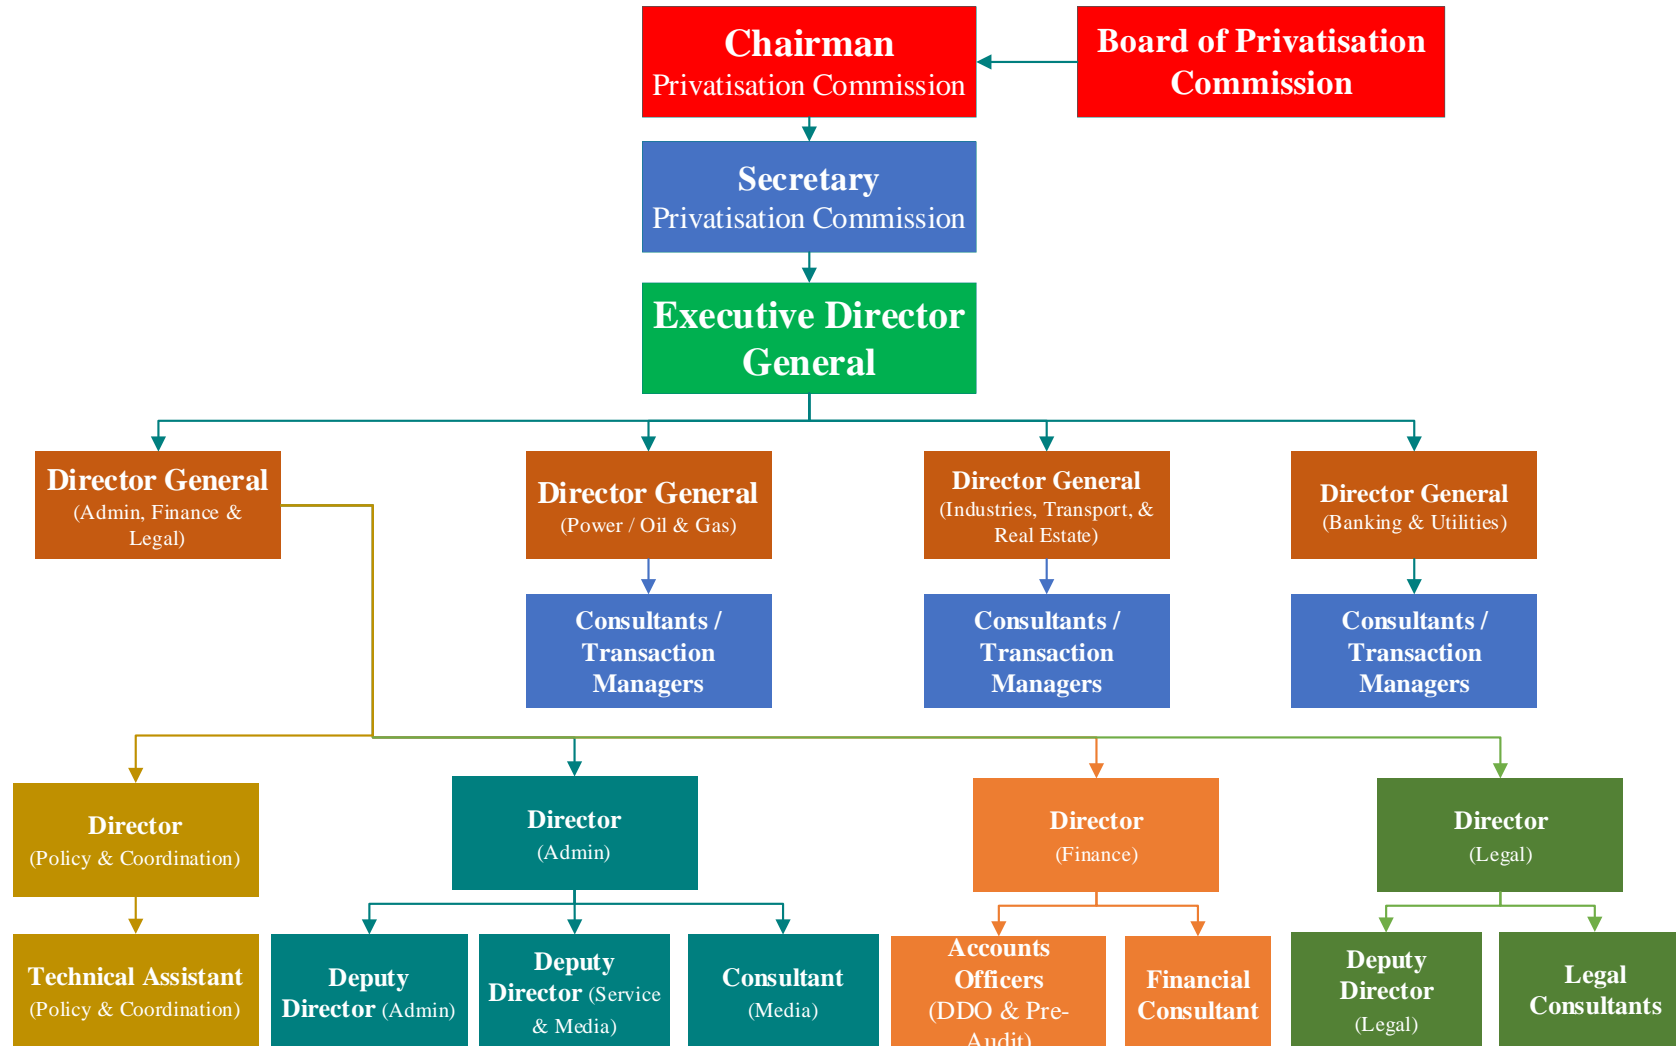 Chairman
Privatisation Commission
Board of Privatisation
Commission
Secretary
Privatisation Commission
Executive Director
General
Director General
(Admin, Finance &
Legal)
Director General
(Power / Oil & Gas)
Director General
(Industries, Transport, &
Real Estate)
Director General
(Banking & Utilities)
Consultants /
Transaction
Managers
Consultants /
Transaction
Managers
Consultants /
Transaction
Managers
Director
(Policy & Coordination)
Director
(Admin)
Director
(Finance)
Director
(Legal)
Technical Assistant
(Policy & Coordination)
Deputy
Director (Admin)
Deputy
Director (Service
& Media)
Consultant
(Media)
Accounts
Officers
(DDO & Pre-
Audit)
Financial
Consultant
Deputy
Director
(Legal)
Legal
Consultants